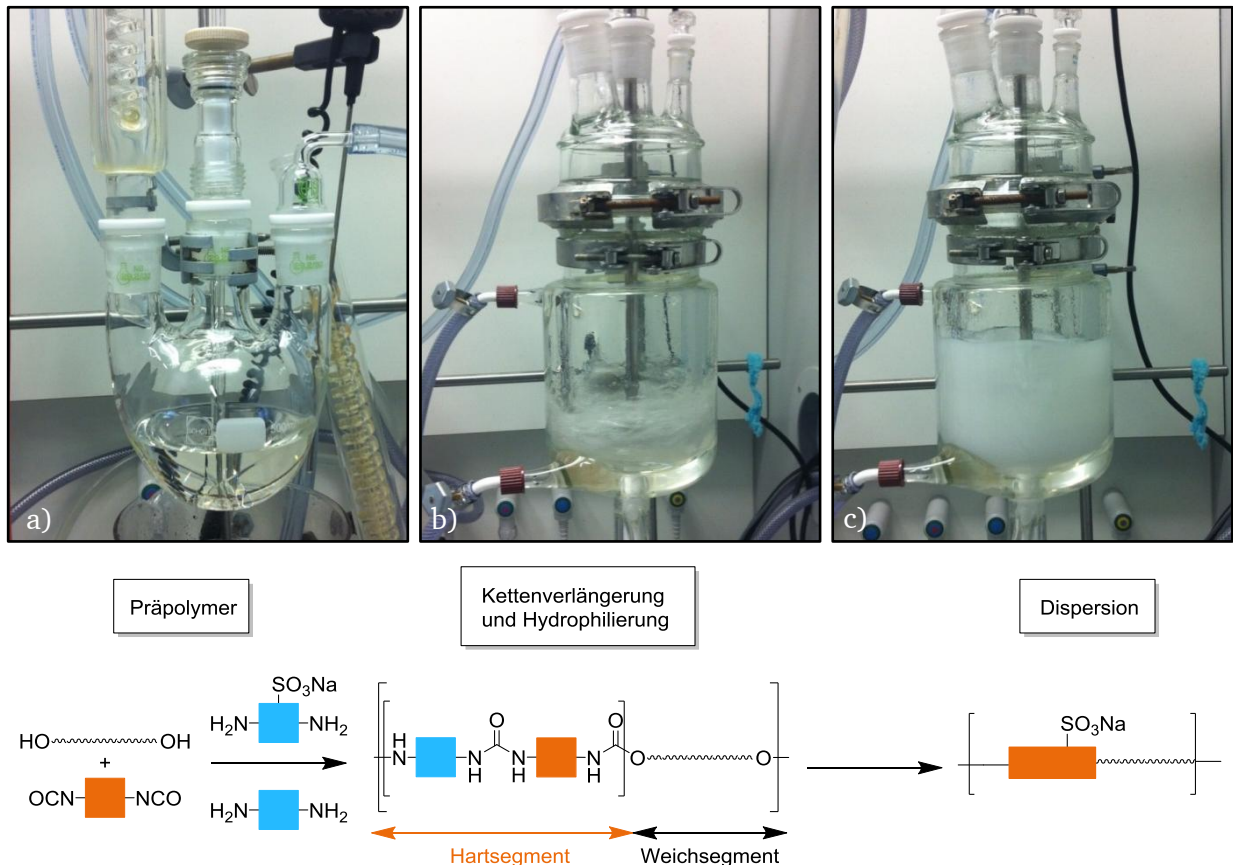 a)
b)
c)
Präpolymer
Kettenverlängerung
und Hydrophilierung
Dispersion
SO₃Na
H₂N
NH₂
HO
OH
+
OCN
NCO
H₂N
NH₂
H
N
N
H
O
N
H
N
H
O
O
O
SO₃Na
Hartsegment
Weichsegment